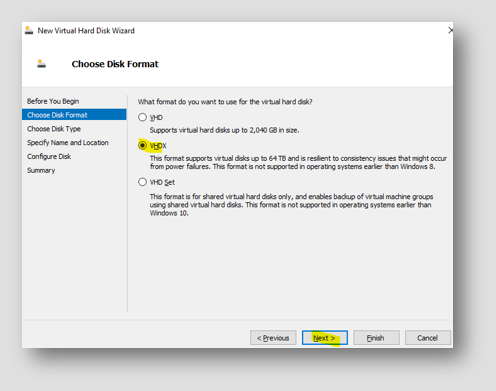 New Virtual Hard Disk Wizard
Choose Disk Format
Before You Begin
Choose Disk Format
Choose Disk Type
Specify Name and Location
Configure Disk
Summary
What format do you want to use for the virtual hard disk?
VHD
Supports virtual hard disks up to 2,040 GB in size.
VHDX
This format supports virtual disks up to 64 TB and is resilient to consistency issues that might occur
from power failures. This format is not supported in operating systems earlier than Windows 8.
VHD Set
This format is for shared virtual hard disks only, and enables backup of virtual machine groups
using shared virtual hard disks. This format is not supported in operating systems earlier than
Windows 10.
< Previous
Next >
Finish
Cancel